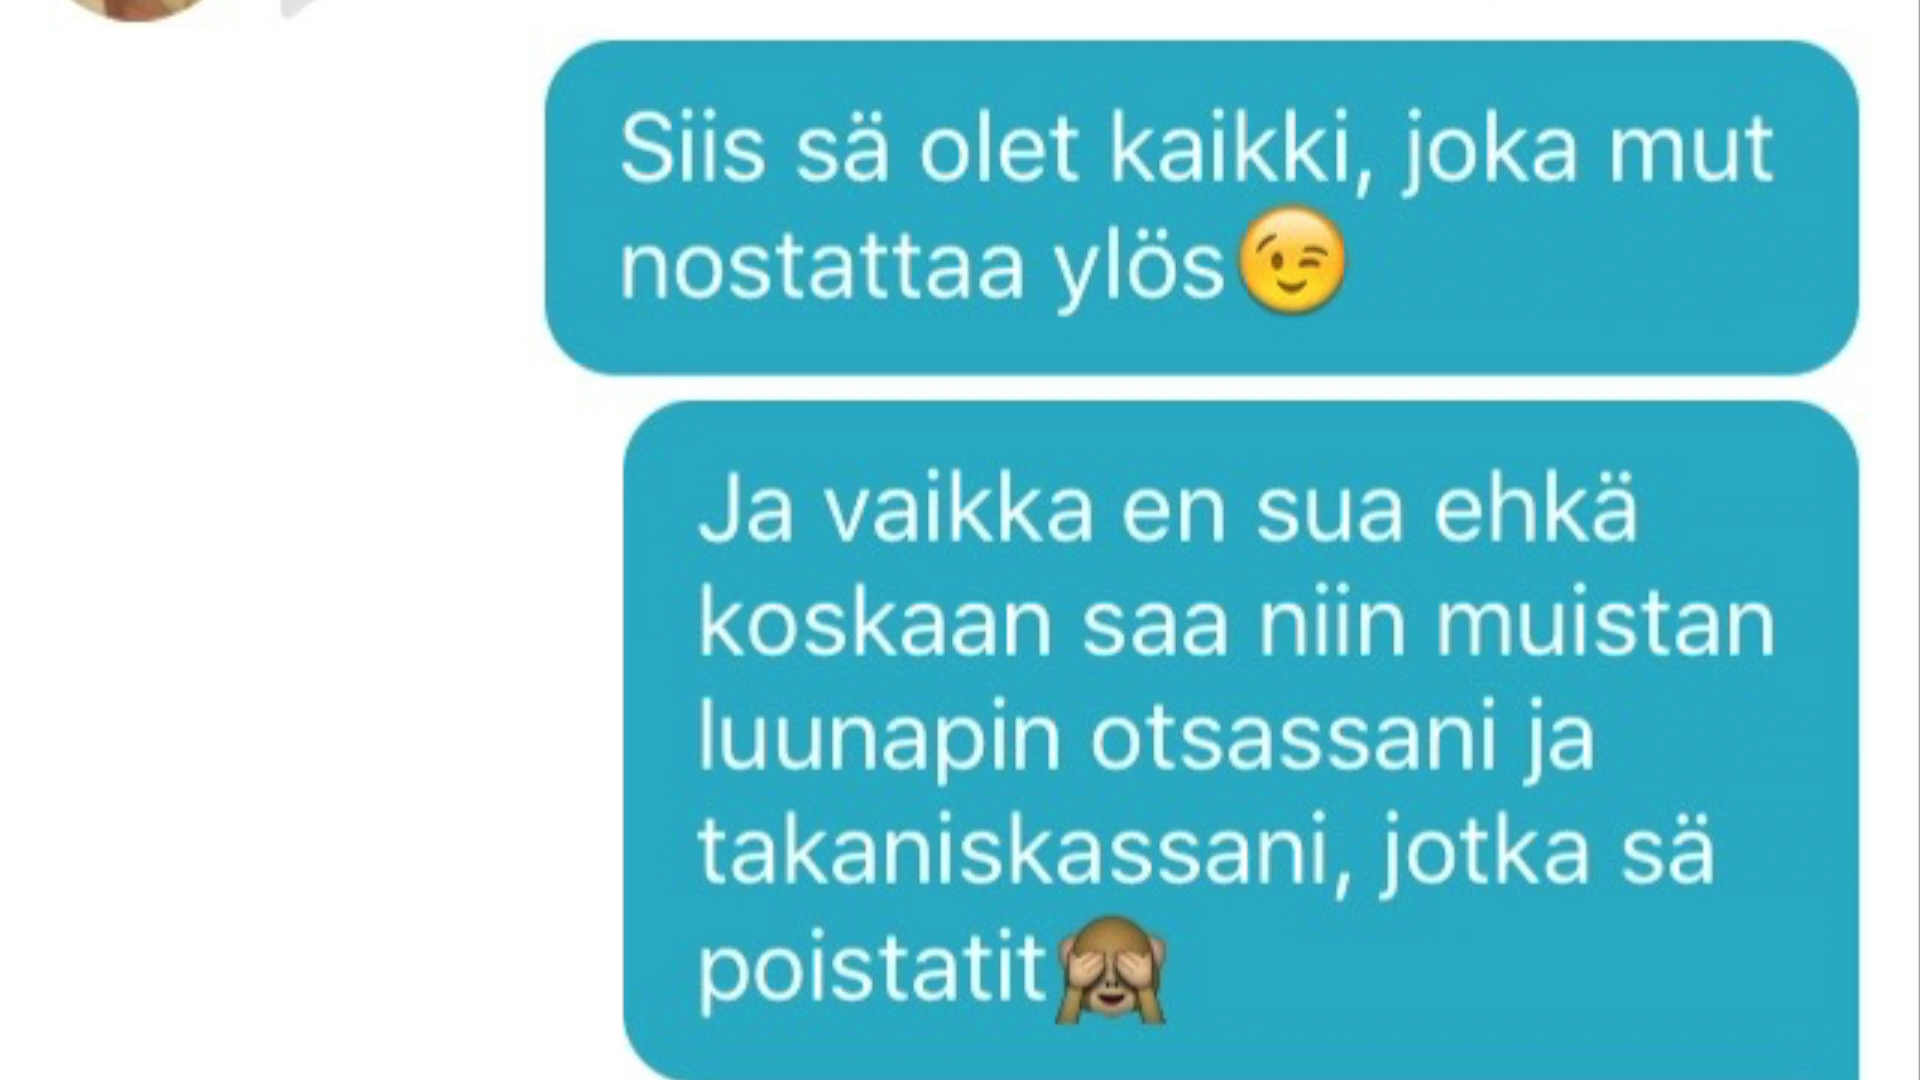 Siis sä olet kaikki, joka mut
nostattaa ylös😉
Ja vaikka en sua ehkä
koskaan saa niin muistan
luunapin otsassani ja
takaniskassani, jotka sä
poistatit🙈